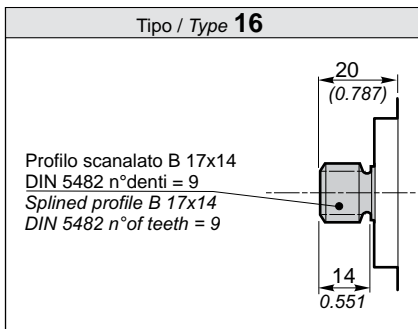 Tipo / Type 16
20
(0.787)
Profilo scanalato B 17x14
DIN 5482 n°denti = 9
Splined profile B 17x14
DIN 5482 n°of teeth = 9
14
0.551